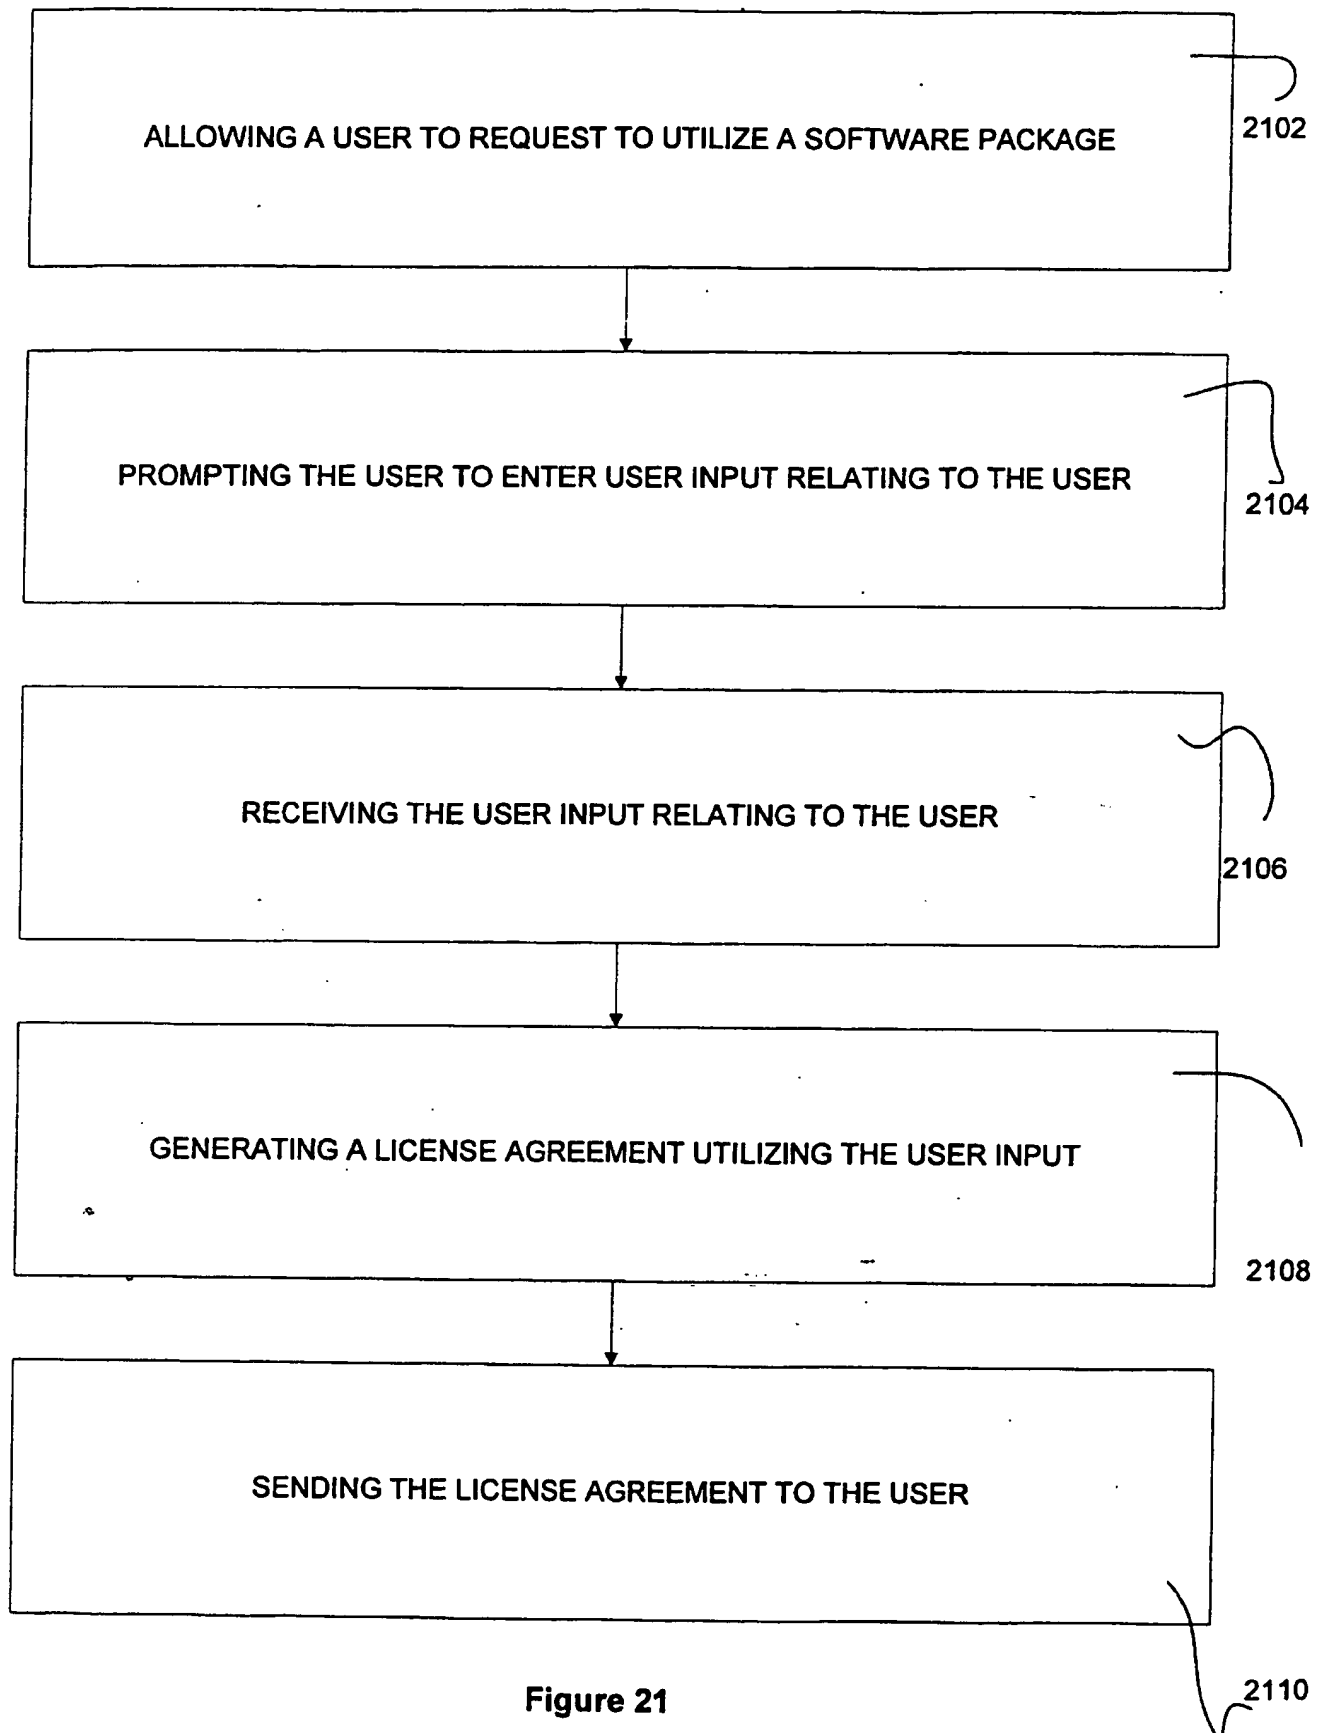 ALLOWING A USER TO REQUEST TO UTILIZE A SOFTWARE PACKAGE
2102
PROMPTING THE USER TO ENTER USER INPUT RELATING TO THE USER
2104
RECEIVING THE USER INPUT RELATING TO THE USER
2106
GENERATING A LICENSE AGREEMENT UTILIZING THE USER INPUT
2108
SENDING THE LICENSE AGREEMENT TO THE USER
2110
Figure 21